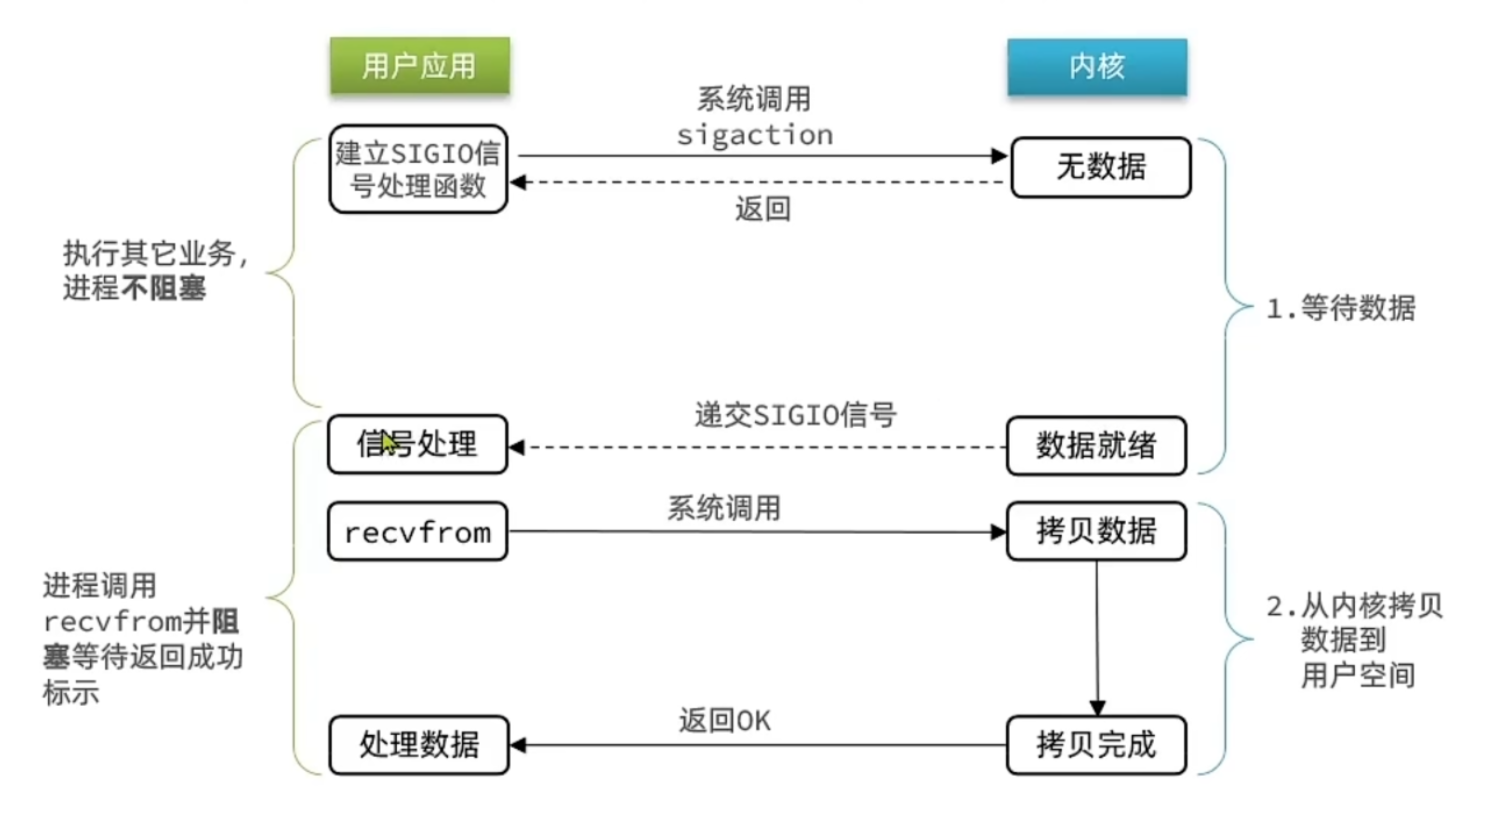 用户应用
内核
系统调用
sigaction
建立SIGIO信
号处理函数
无数据
返回
执行其它业务,
进程不阻塞
1.等待数据
递交SIGIO信号
信号处理
数据就绪
系统调用
recvfrom
拷贝数据
进程调用
recvfrom并阻
塞等待返回成功
标示
2.从内核拷贝
数据到
用户空间
返回OK
处理数据
拷贝完成